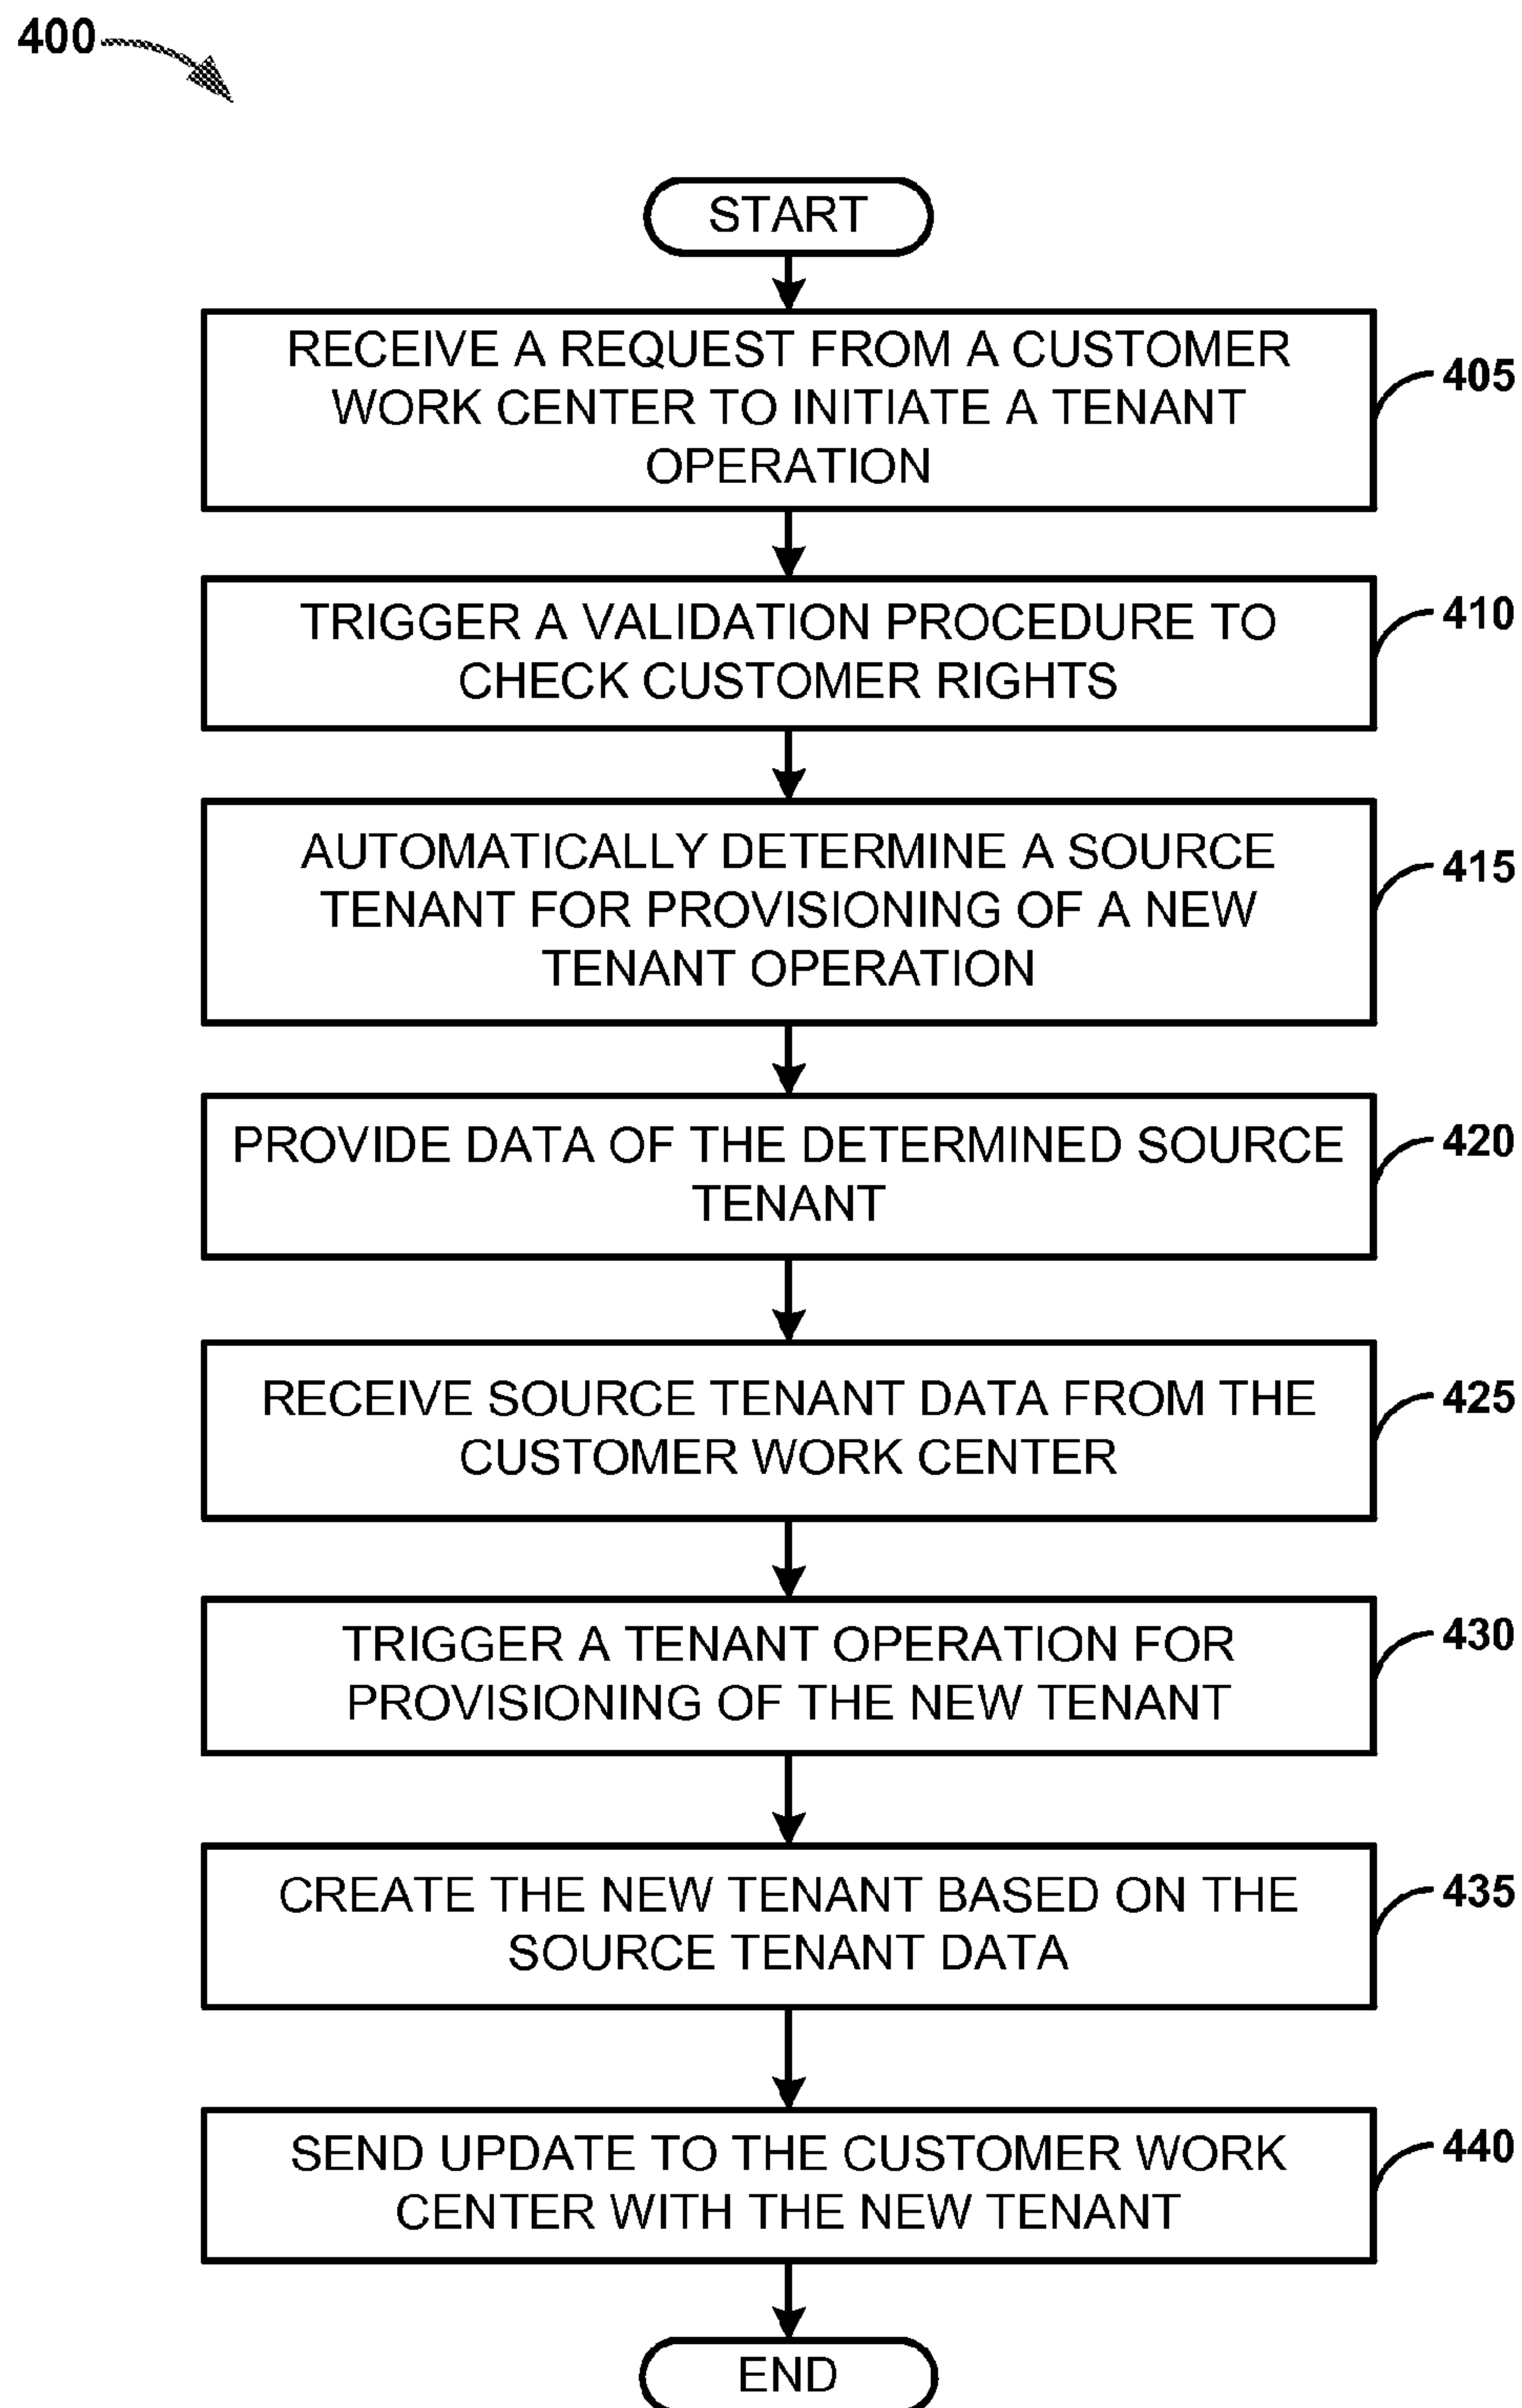 400
START
RECEIVE A REQUEST FROM A CUSTOMER
WORK CENTER TO INITIATE A TENANT
OPERATION
405
TRIGGER A VALIDATION PROCEDURE TO
CHECK CUSTOMER RIGHTS
410
AUTOMATICALLY DETERMINE A SOURCE
TENANT FOR PROVISIONING OF A NEW
TENANT OPERATION
415
PROVIDE DATA OF THE DETERMINED SOURCE
TENANT
420
RECEIVE SOURCE TENANT DATA FROM THE
CUSTOMER WORK CENTER
425
TRIGGER A TENANT OPERATION FOR
PROVISIONING OF THE NEW TENANT
430
CREATE THE NEW TENANT BASED ON THE
SOURCE TENANT DATA
435
SEND UPDATE TO THE CUSTOMER WORK
CENTER WITH THE NEW TENANT
440
END